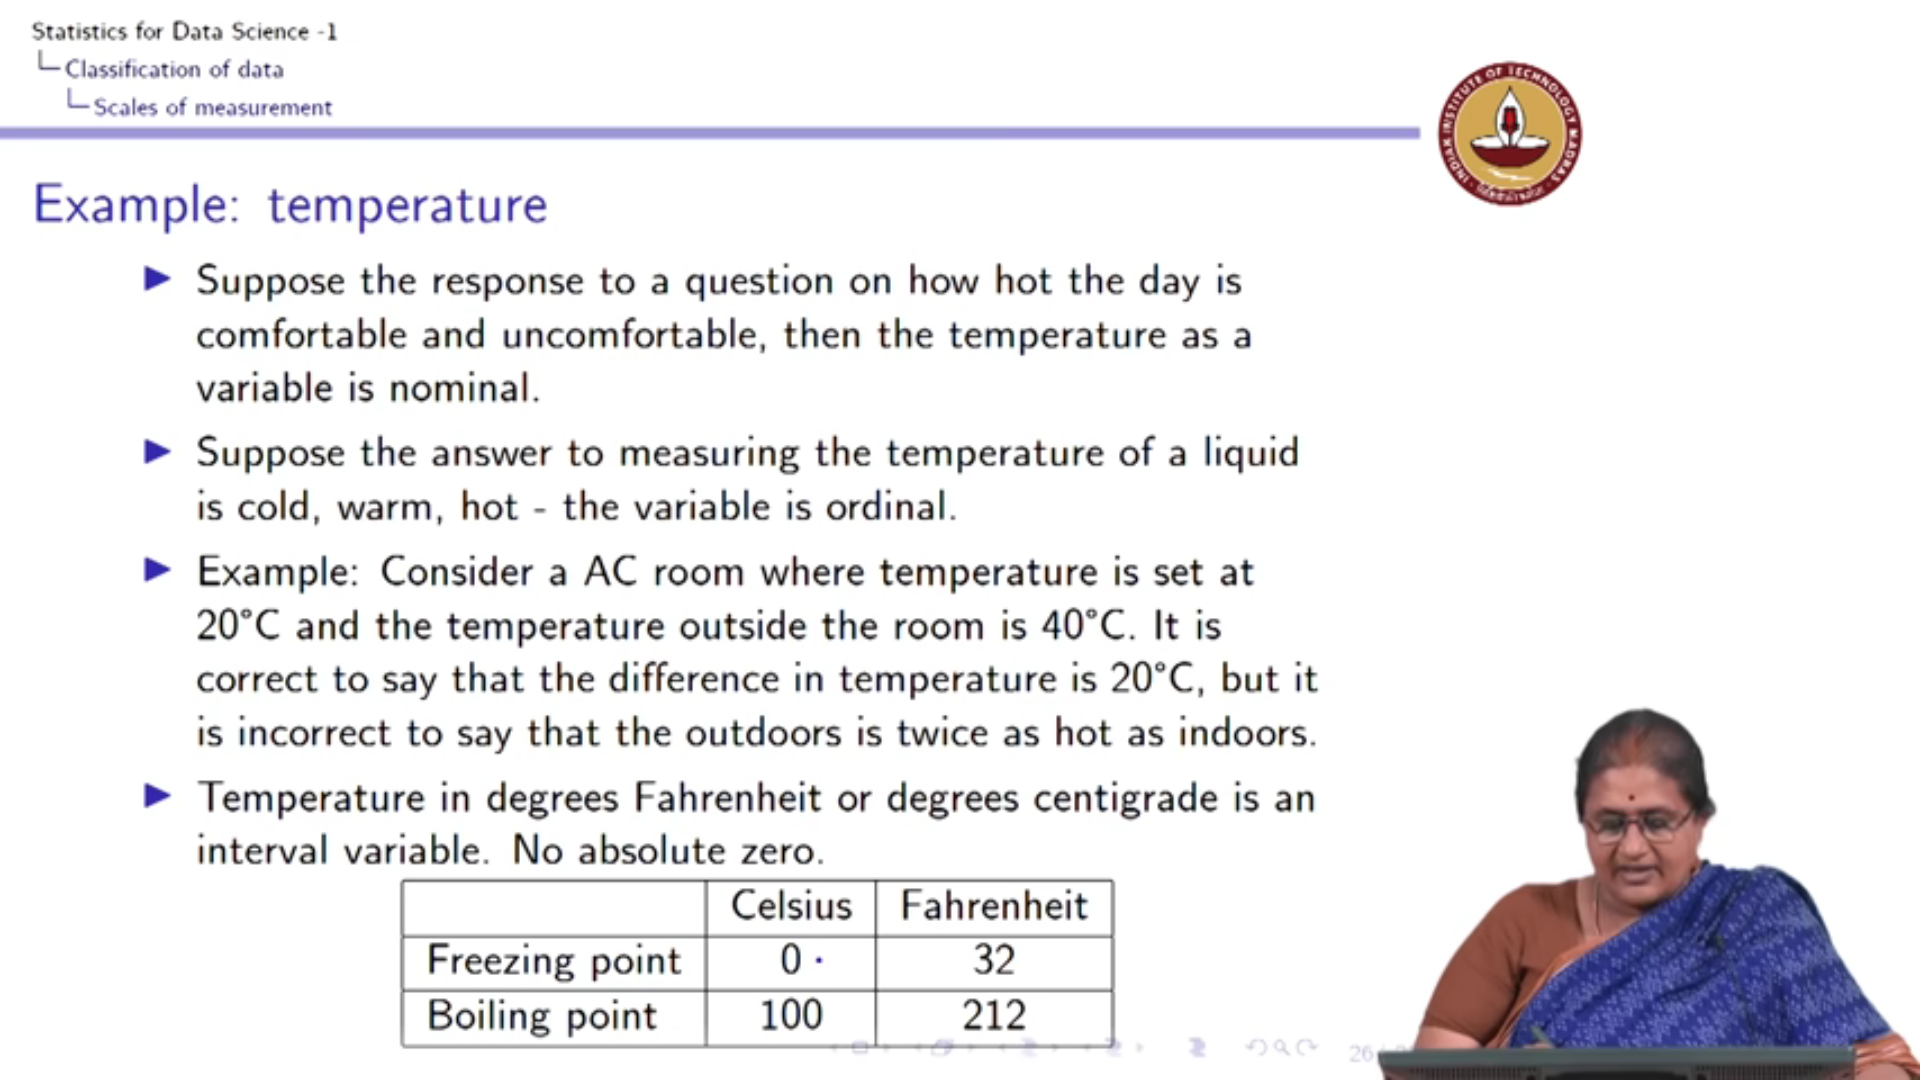 Statistics for Data Science -1
Classification of data
Scales of measurement
INDIAN INSTITUTE OF TECHNOLOGY MADRAS
Example: temperature
Suppose the response to a question on how hot the day is
comfortable and uncomfortable, then the temperature as a
variable is nominal.
Suppose the answer to measuring the temperature of a liquid
is cold, warm, hot - the variable is ordinal.
Example: Consider a AC room where temperature is set at
20°C and the temperature outside the room is 40°C. It is
correct to say that the difference in temperature is 20°C, but it
is incorrect to say that the outdoors is twice as hot as indoors.
Temperature in degrees Fahrenheit or degrees centigrade is an
interval variable. No absolute zero.
Celsius Fahrenheit
Freezing point 0 32
Boiling point 100 212
26